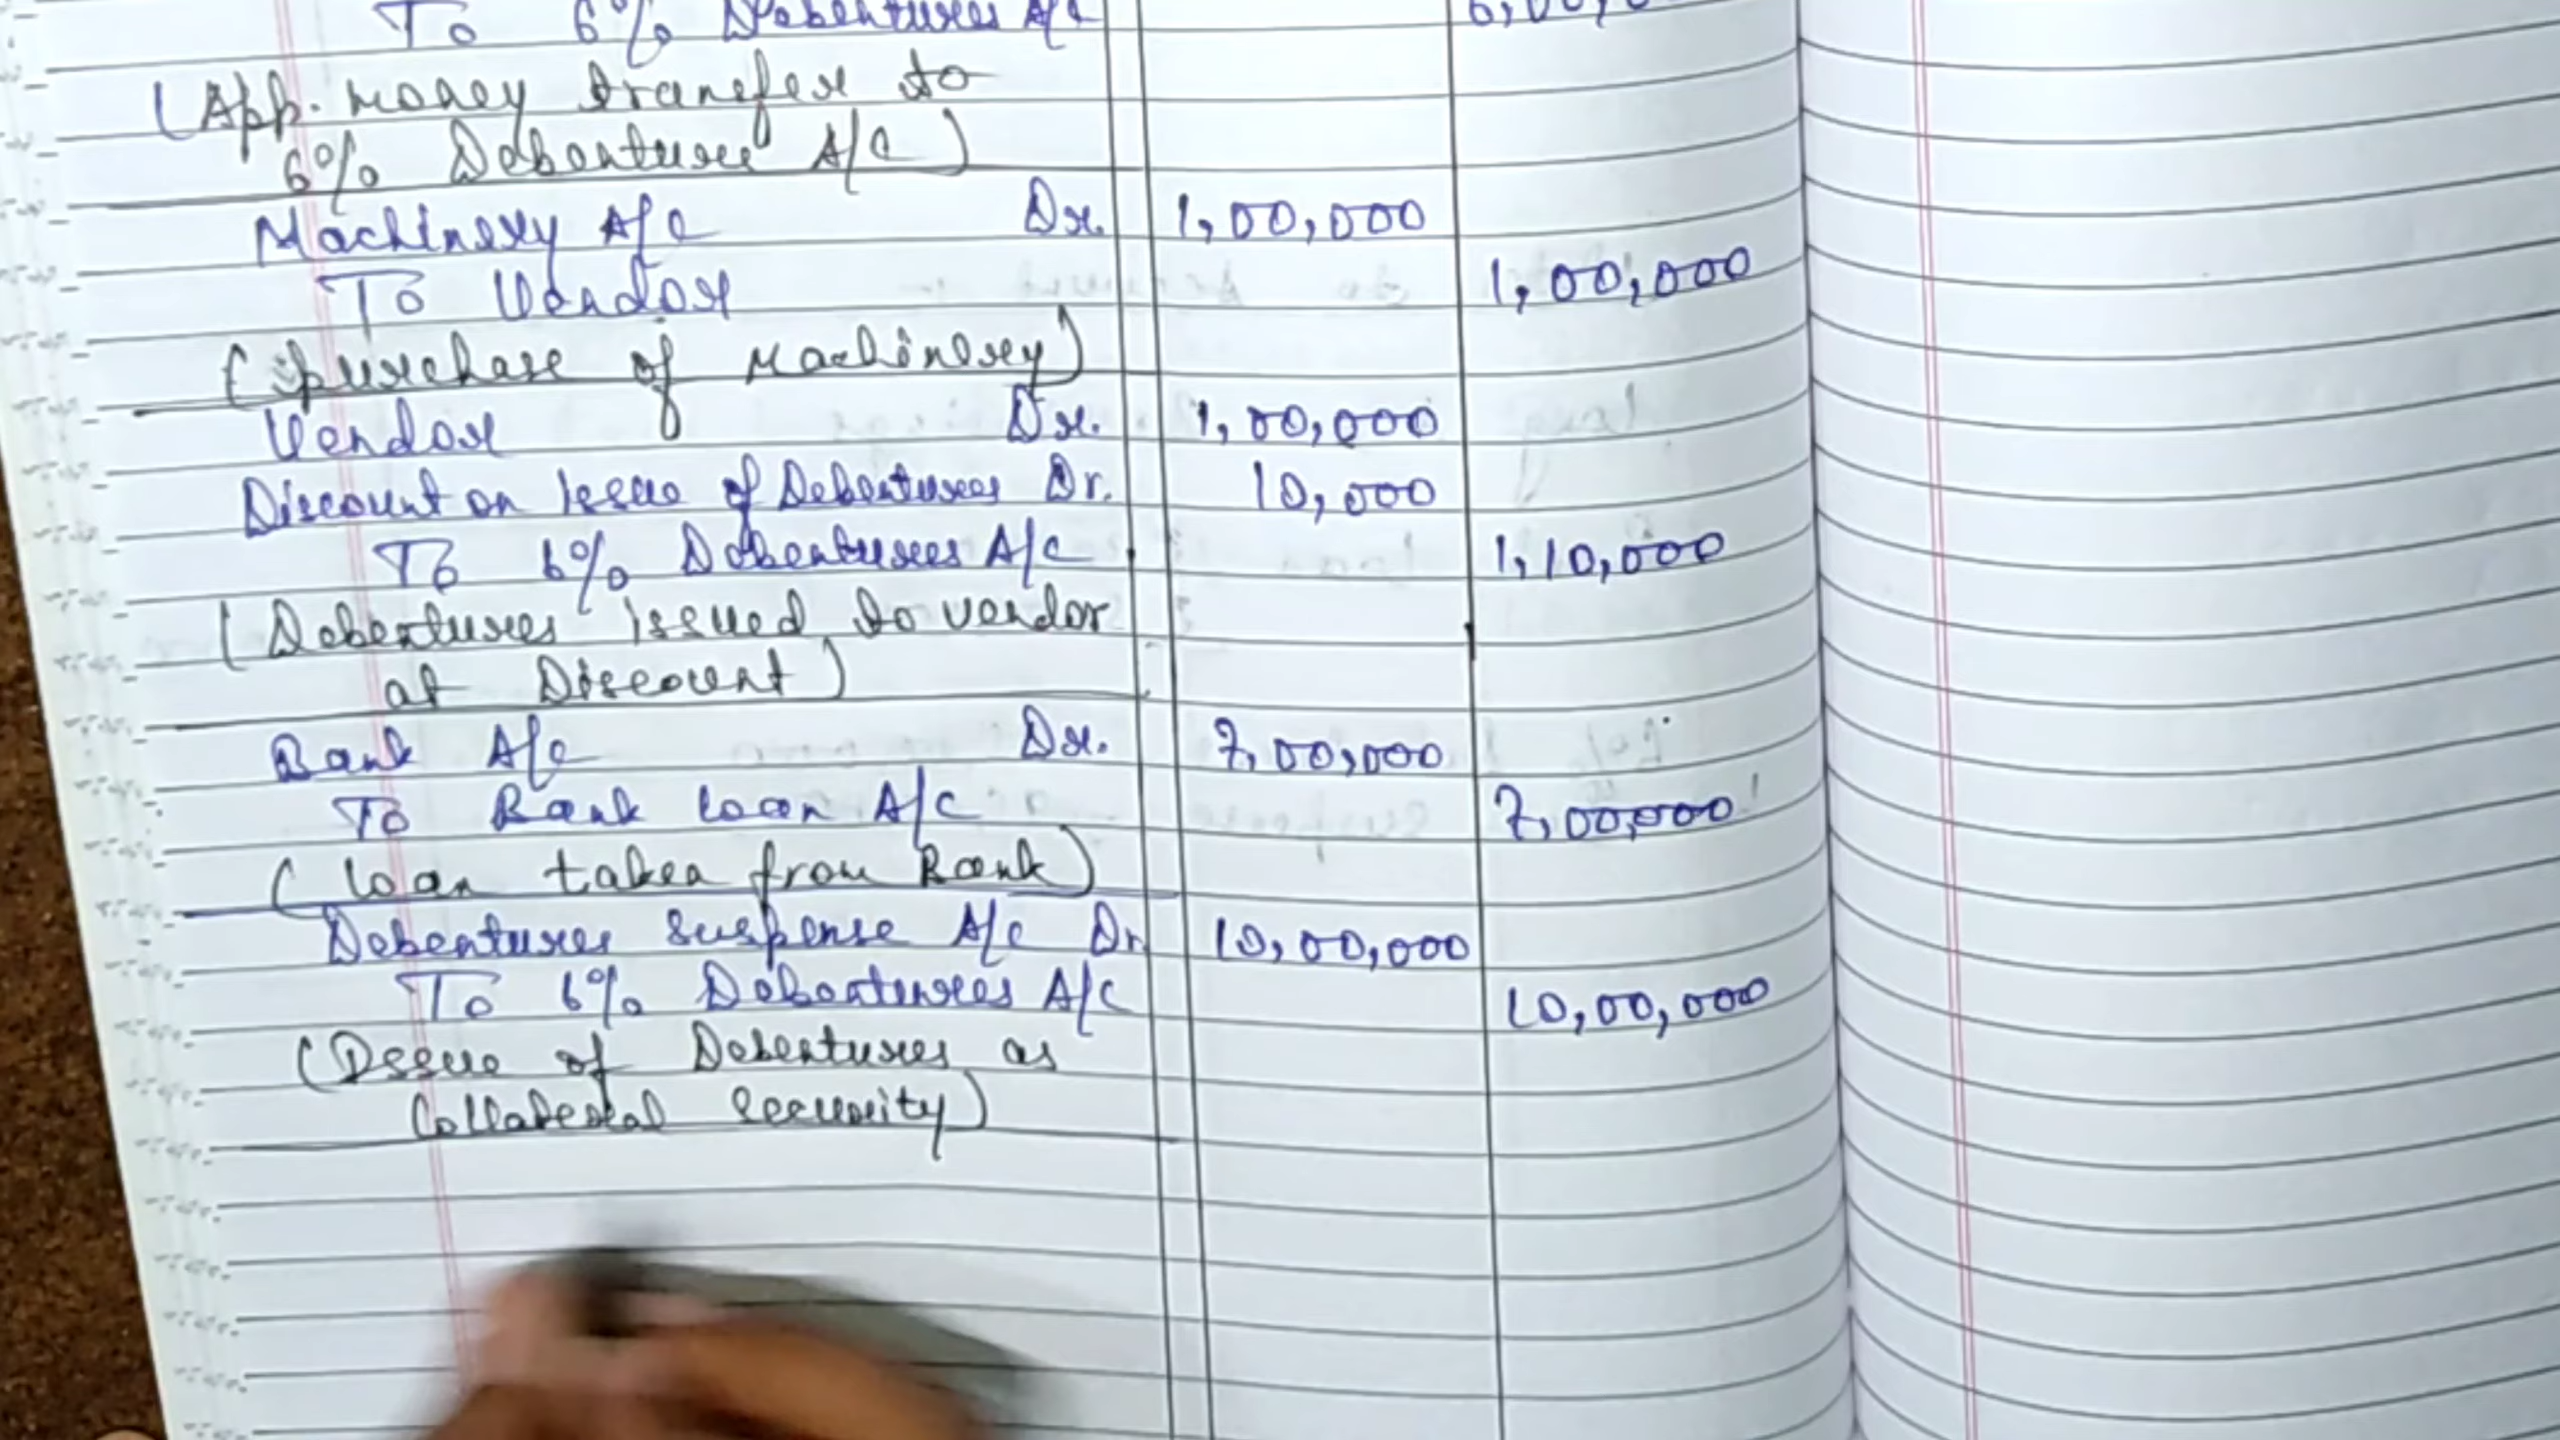 To 6% Debentures A/c
(App. money transfer to
6% Debentures A/c)
Machinery A/c Dr. 1,00,000
To Vendor 1,00,000
(purchase of Machinery)
Vendor Dr. 1,00,000
Discount on Issue of Debentures Dr. 10,000
To 6% Debentures A/c 1,10,000
(Debentures issued to vendor
at Discount)
Bank A/c Dr. 7,00,000
To Bank loan A/c 7,00,000
(loan taken from Bank)
Debentures Suspense A/c Dr 10,00,000
To 6% Debentures A/c 10,00,000
(Issue of Debentures as
Collateral Security)